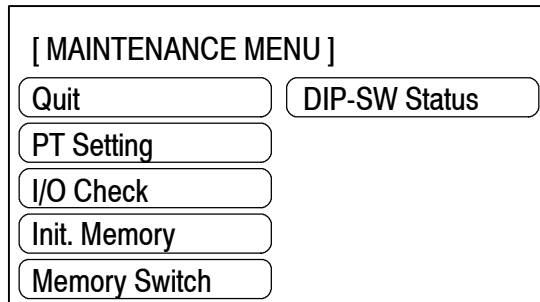 [ MAINTENANCE MENU ]
Quit DIP-SW Status
PT Setting
I/O Check
Init. Memory
Memory Switch